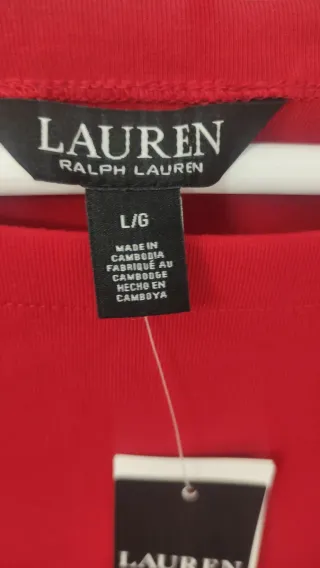 LAUREN
RALPH LAUREN
L/G
MADE IN
CAMBODIA
FABRIQUÉ AU
CAMBODGE
HECHO EN
CAMBOYA
LAUREN